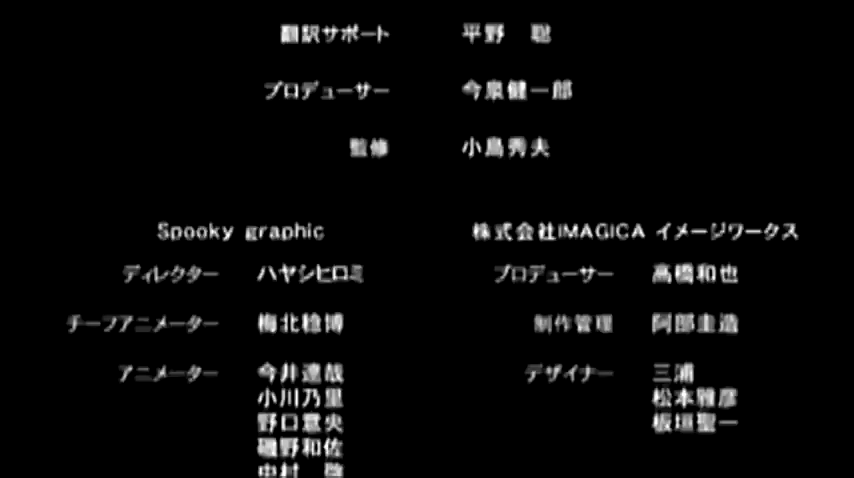 翻訳サポート 平野 聡
プロデューサー 今泉健一郎
監修 小島秀夫
Spooky graphic 株式会社IMAGICA イメージワークス
ディレクター ハヤシヒロミ プロデューサー 高橋和也
チーフアニメーター 梅北稔博 制作管理 阿部圭造
アニメーター 今井達哉 デザイナー 三浦
小川乃里 松本雅彦
野口 板垣聖一
磯野和佐
中村